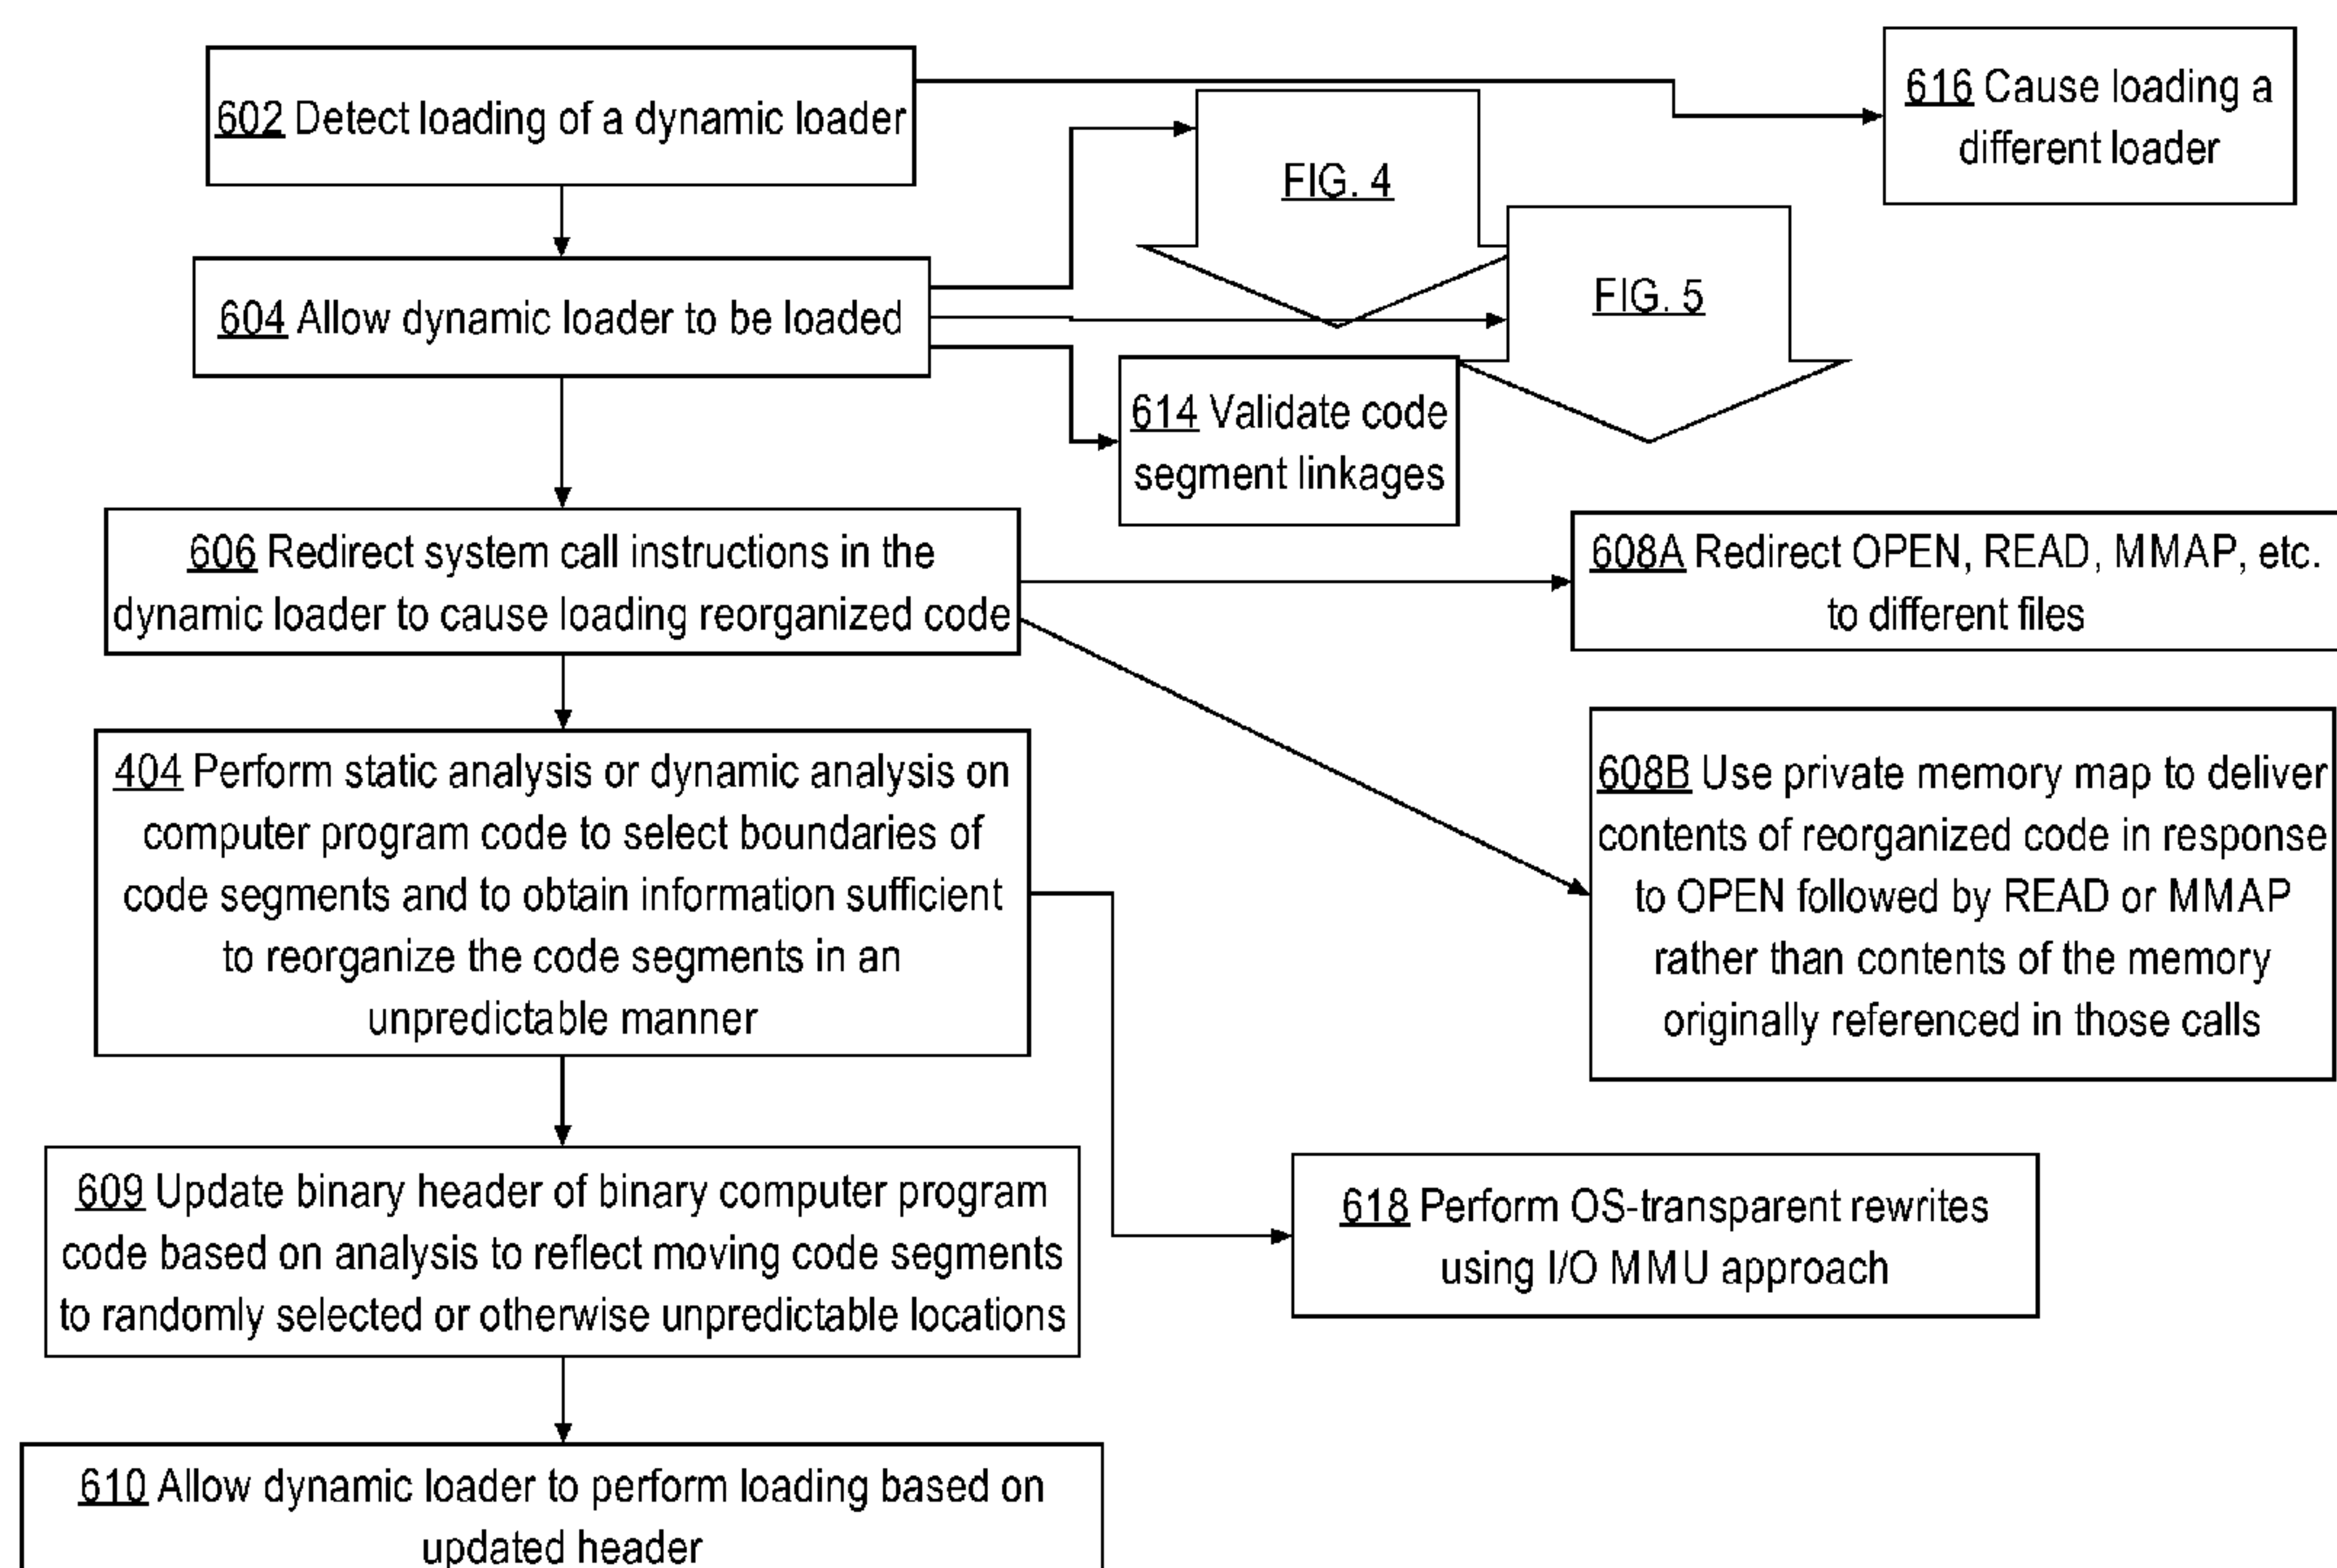 602 Detect loading of a dynamic loader
616 Cause loading a
different loader
FIG. 4
FIG. 5
604 Allow dynamic loader to be loaded
614 Validate code
segment linkages
606 Redirect system call instructions in the
dynamic loader to cause loading reorganized code
608A Redirect OPEN, READ, MMAP, etc.
to different files
608B Use private memory map to deliver
contents of reorganized code in response
to OPEN followed by READ or MMAP
rather than contents of the memory
originally referenced in those calls
404 Perform static analysis or dynamic analysis on
computer program code to select boundaries of
code segments and to obtain information sufficient
to reorganize the code segments in an
unpredictable manner
609 Update binary header of binary computer program
code based on analysis to reflect moving code segments
to randomly selected or otherwise unpredictable locations
618 Perform OS-transparent rewrites
using I/O MMU approach
610 Allow dynamic loader to perform loading based on
updated header